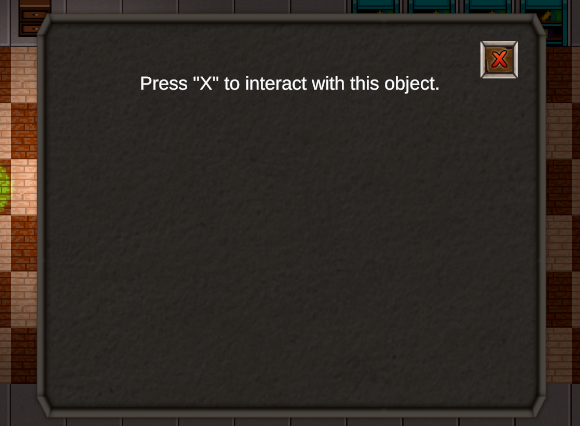 Press "X" to interact with this object.
X